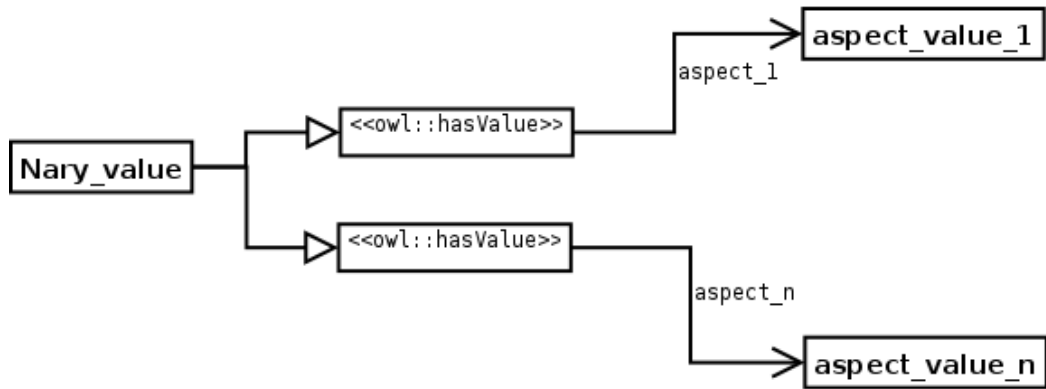 aspect_value_1
aspect_1
<<owl::hasValue>>
Nary_value
<<owl::hasValue>>
aspect_n
aspect_value_n